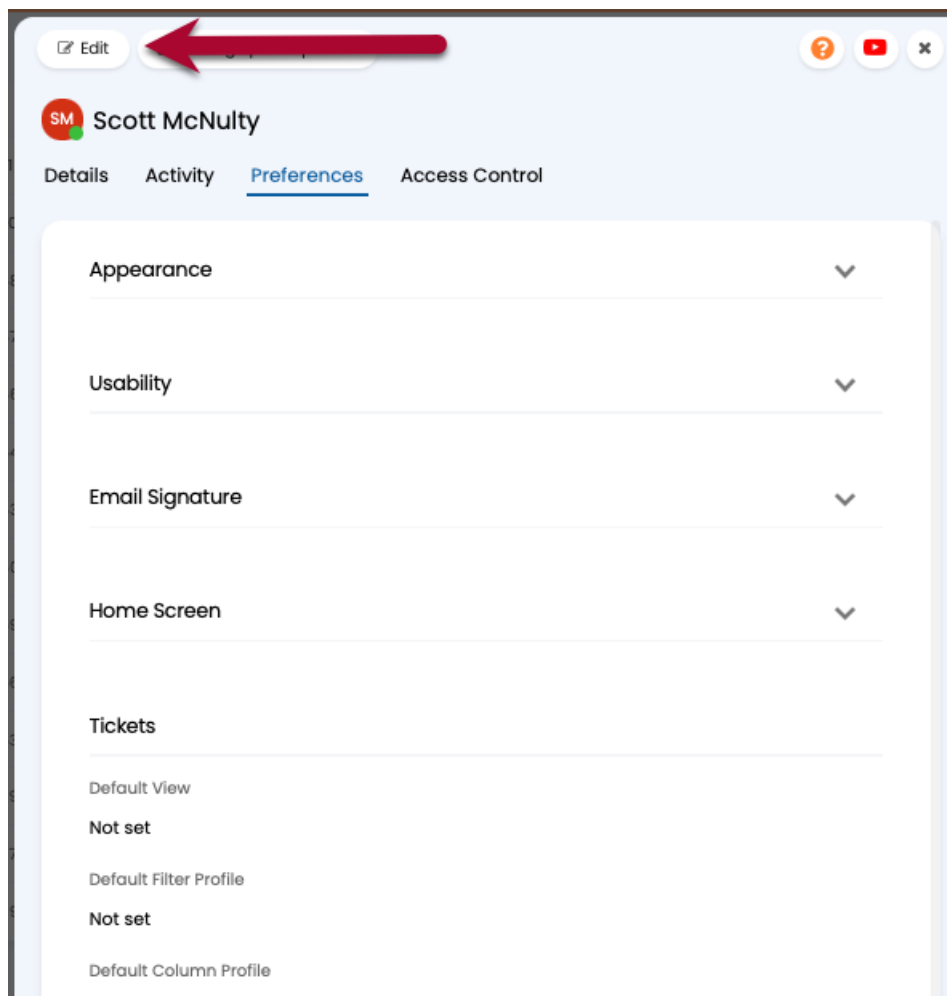 Edit
SM Scott McNulty
Details Activity Preferences Access Control
Appearance
Usability
Email Signature
Home Screen
Tickets
Default View
Not set
Default Filter Profile
Not set
Default Column Profile